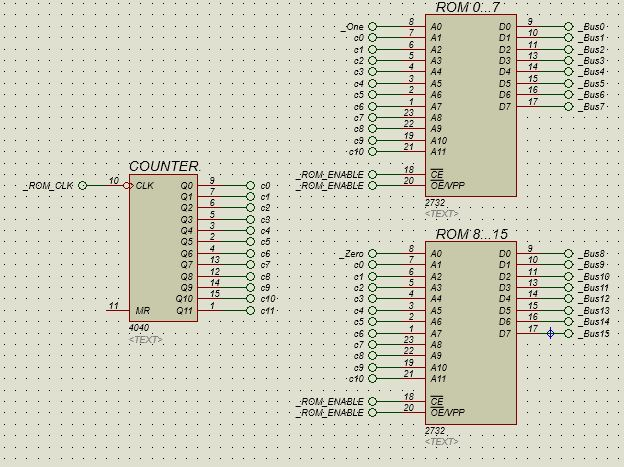 ROM 0...7
_One 8 A0 D0 9 _Bus0
c0 7 A1 D1 10 _Bus1
c1 6 A2 D2 11 _Bus2
c2 5 A3 D3 13 _Bus3
c3 4 A4 D4 14 _Bus4
c4 3 A5 D5 15 _Bus5
c5 2 A6 D6 16 _Bus6
c6 1 A7 D7 17 _Bus7
c7 23 A8
c8 22 A9
c9 19 A10
c10 21 A11
_ROM_ENABLE 18 CE
_ROM_ENABLE 20 OE/VPP
2732
<TEXT>
COUNTER.
_ROM_CLK 10 CLK Q0 9 c0
Q1 7 c1
Q2 6 c2
Q3 5 c3
Q4 3 c4
Q5 2 c5
Q6 4 c6
Q7 13 c7
Q8 12 c8
Q9 14 c9
Q10 15 c10
11 MR Q11 1 c11
4040
<TEXT>
ROM 8...15
_Zero 8 A0 D0 9 _Bus8
c0 7 A1 D1 10 _Bus9
c1 6 A2 D2 11 _Bus10
c2 5 A3 D3 13 _Bus11
c3 4 A4 D4 14 _Bus12
c4 3 A5 D5 15 _Bus13
c5 2 A6 D6 16 _Bus14
c6 1 A7 D7 17 _Bus15
c7 23 A8
c8 22 A9
c9 19 A10
c10 21 A11
_ROM_ENABLE 18 CE
_ROM_ENABLE 20 OE/VPP
2732
<TEXT>